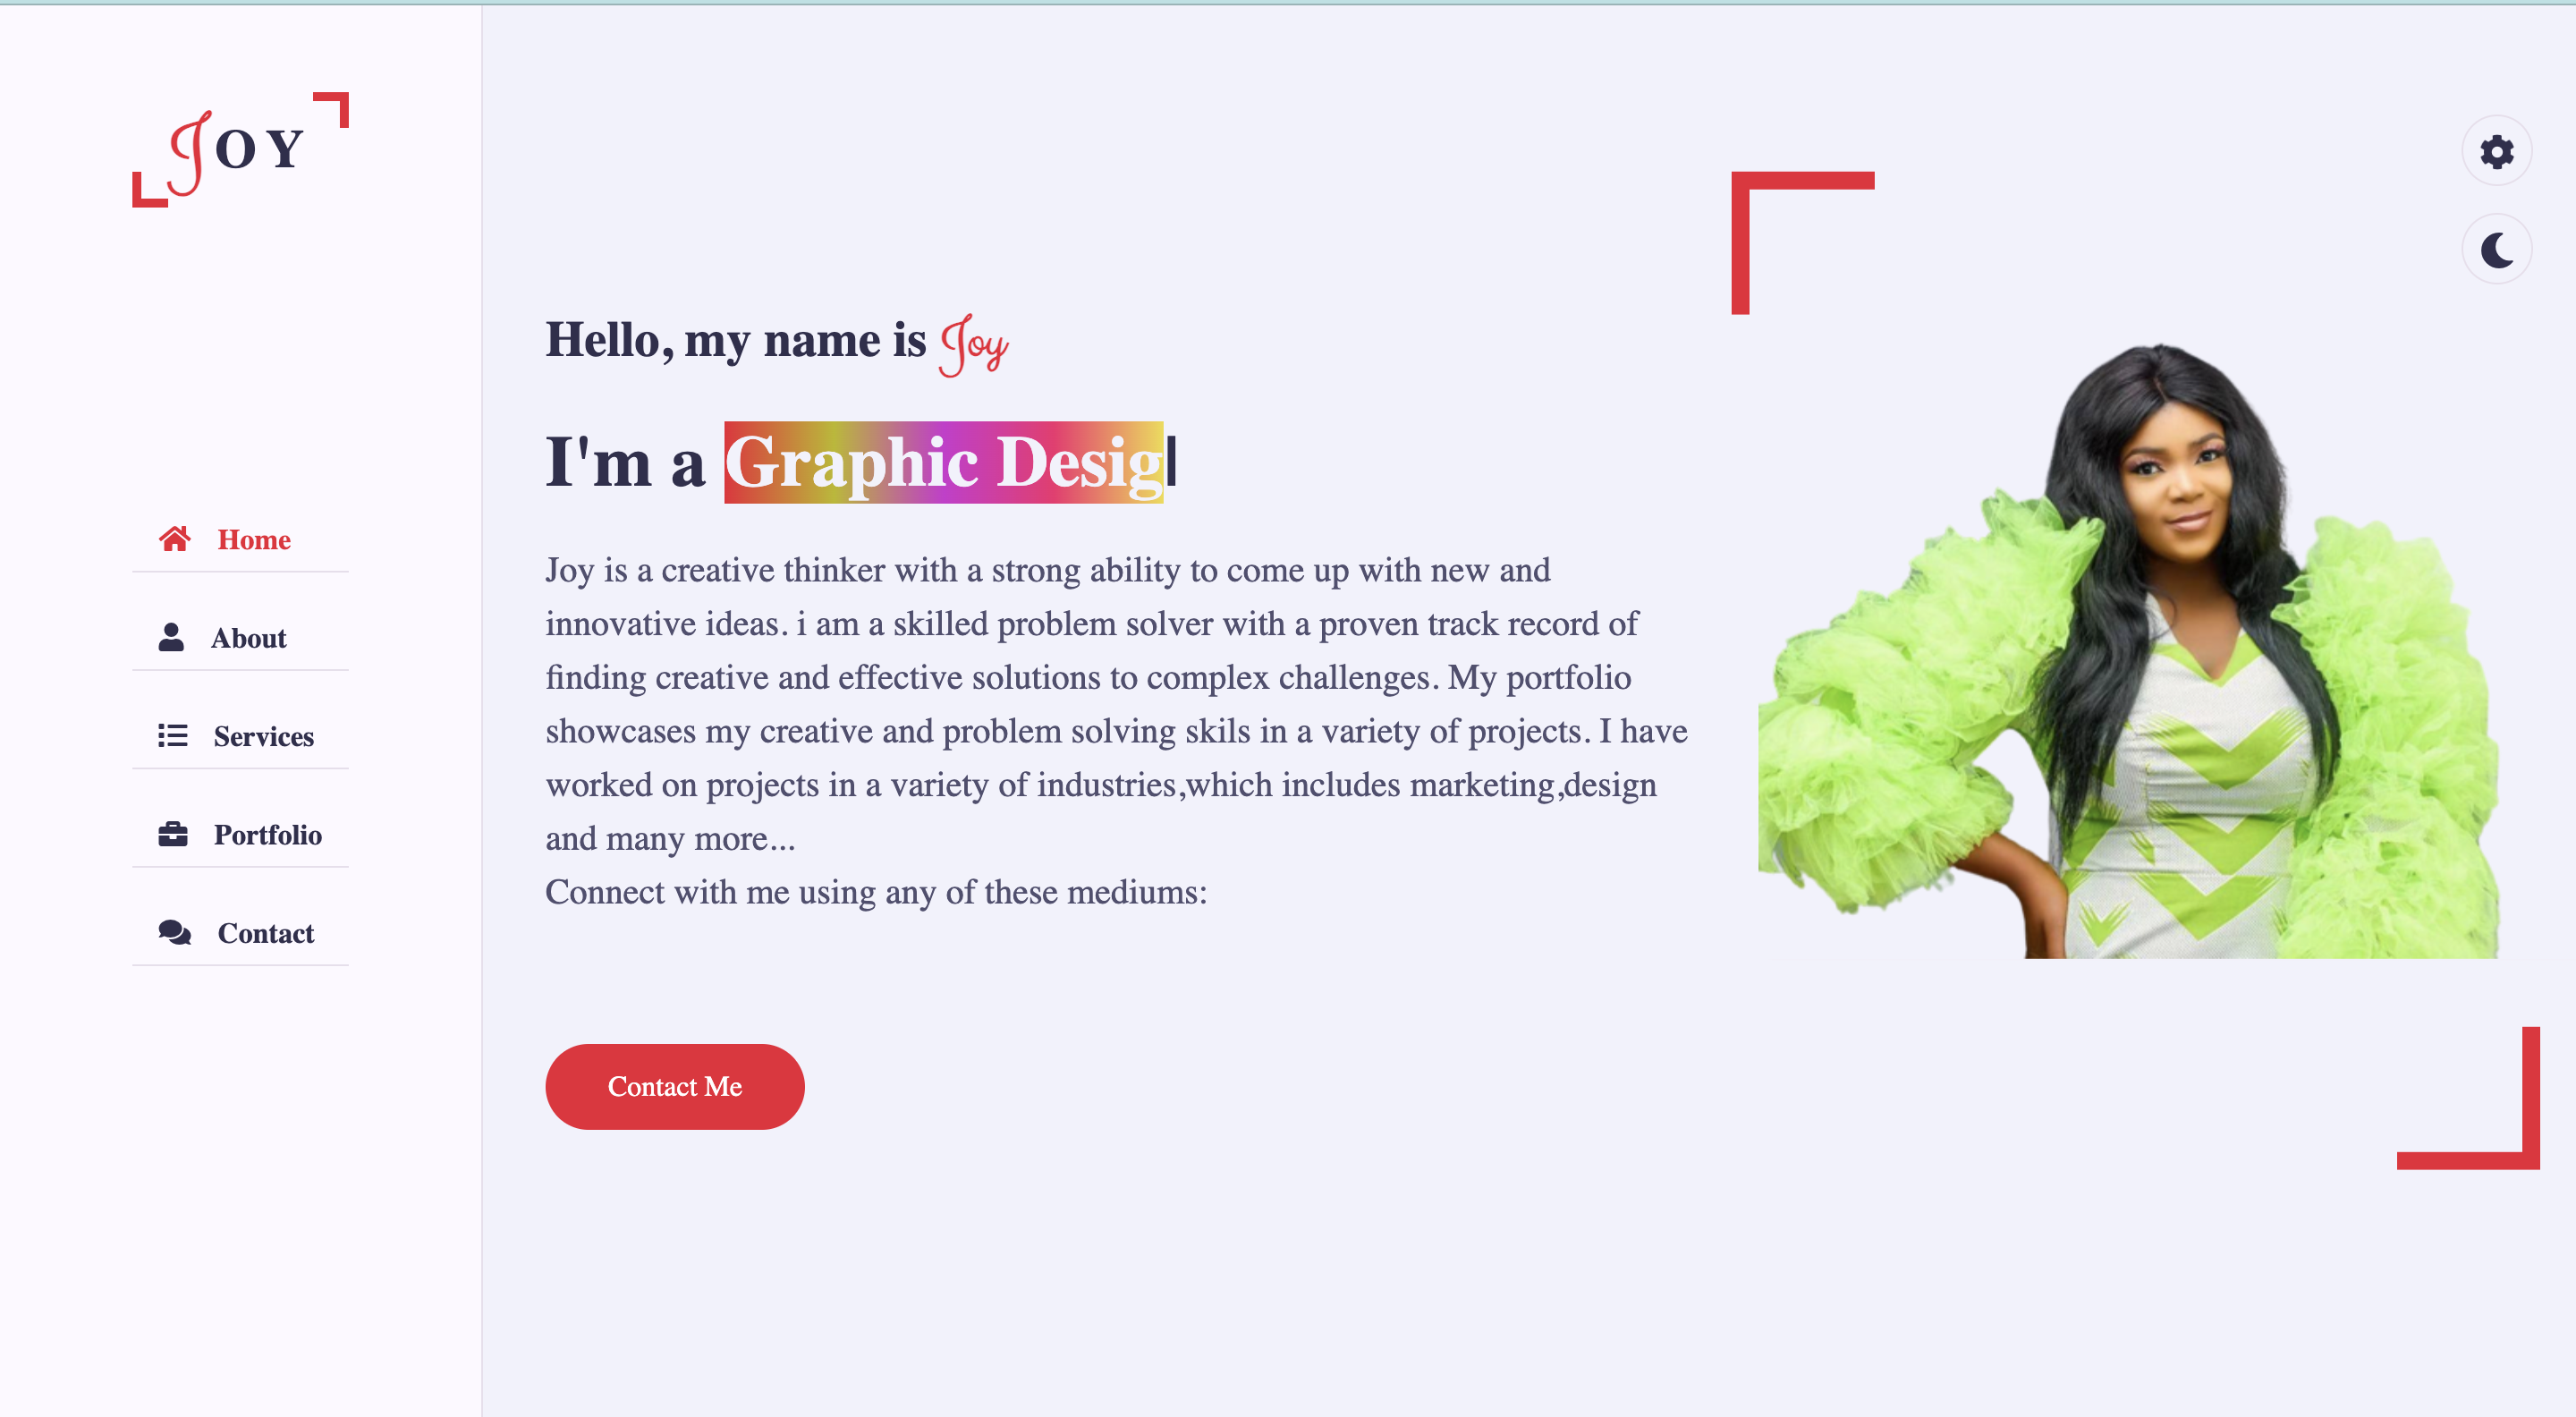 JOY
Home
About
Services
Portfolio
Contact
Hello, my name is Joy
I'm a Graphic Desig
Joy is a creative thinker with a strong ability to come up with new and
innovative ideas. i am a skilled problem solver with a proven track record of
finding creative and effective solutions to complex challenges. My portfolio
showcases my creative and problem solving skils in a variety of projects. I have
worked on projects in a variety of industries,which includes marketing,design
and many more...
Connect with me using any of these mediums:
Contact Me